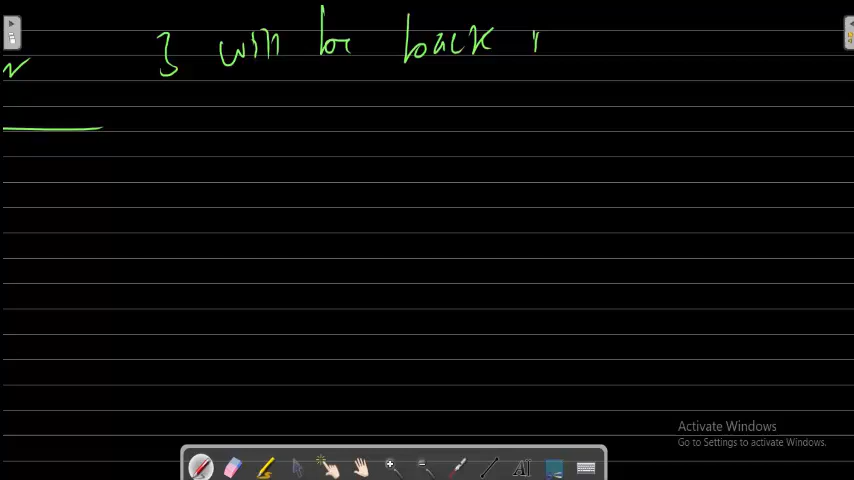 I will be back
Activate Windows
Go to Settings to activate Windows.